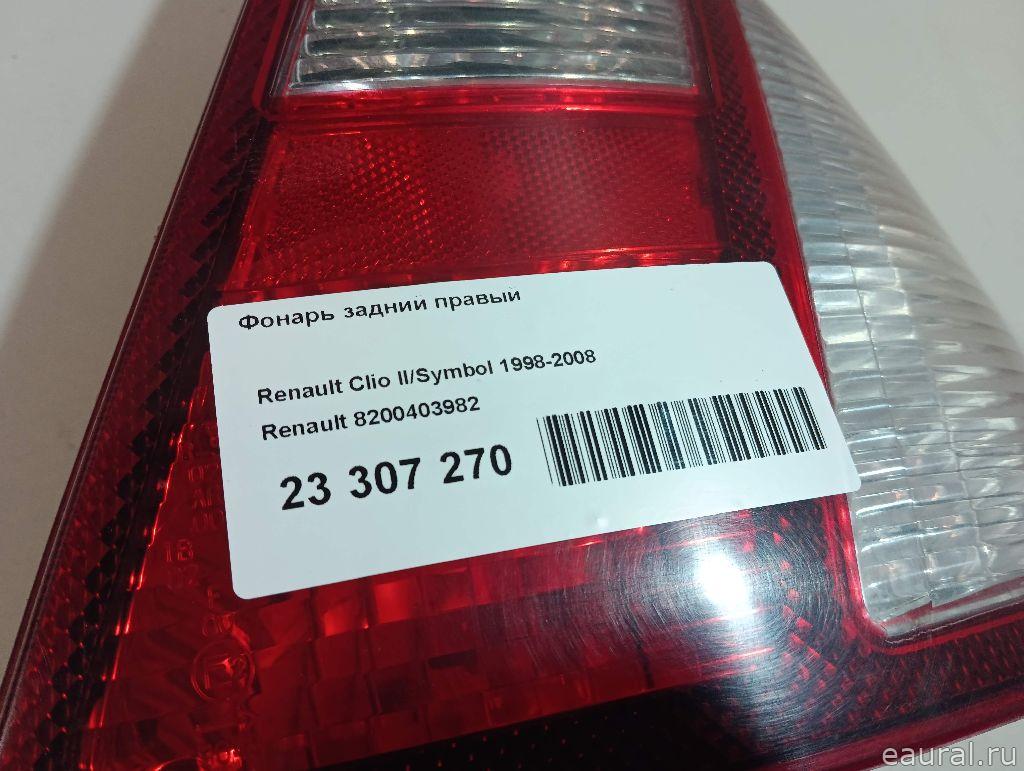 Фонарь задний правый
Renault Clio II/Symbol 1998-2008
Renault 8200403982
23 307 270
eaural.ru